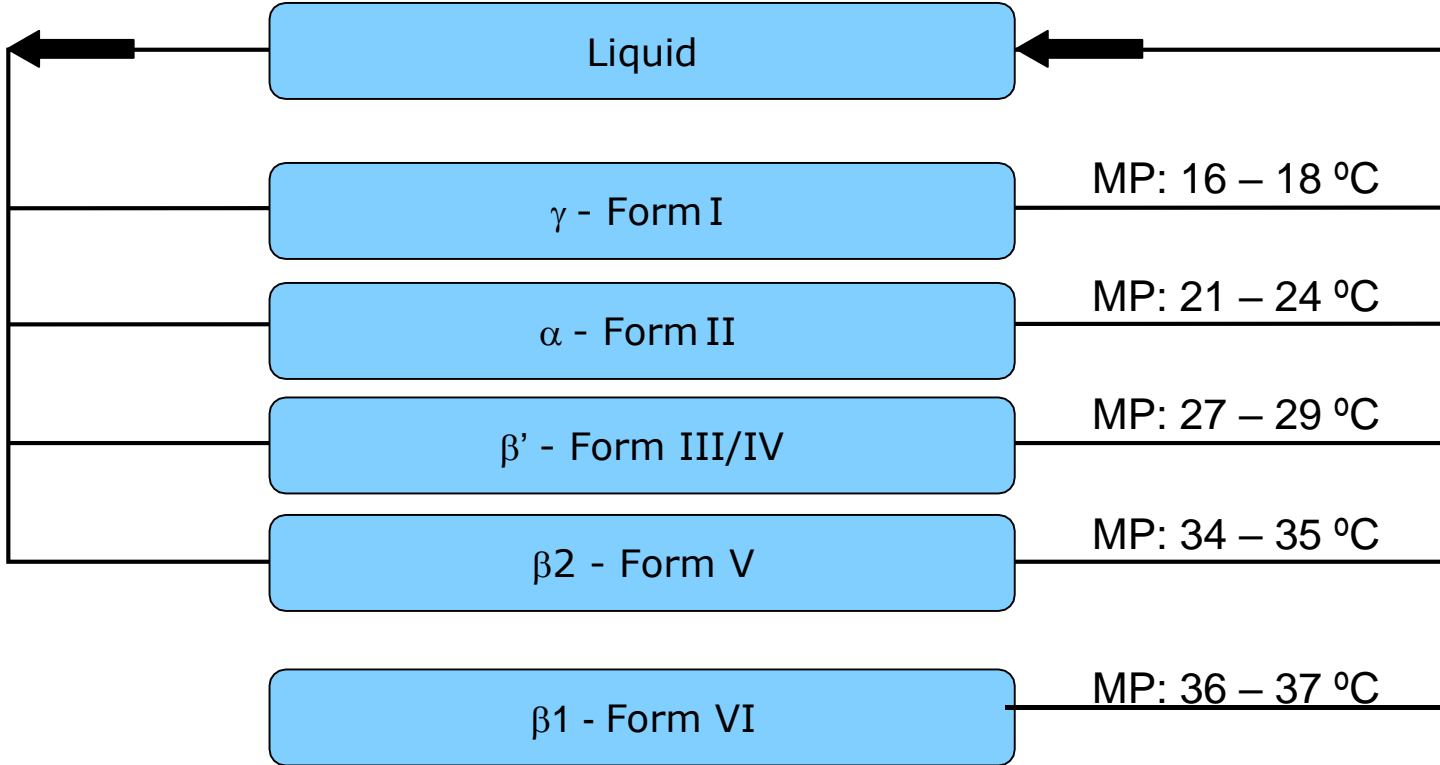 Liquid
γ - Form I
MP: 16 – 18 ºC
α - Form II
MP: 21 – 24 ºC
β’ - Form III/IV
MP: 27 – 29 ºC
β2 - Form V
MP: 34 – 35 ºC
β1 - Form VI
MP: 36 – 37 ºC